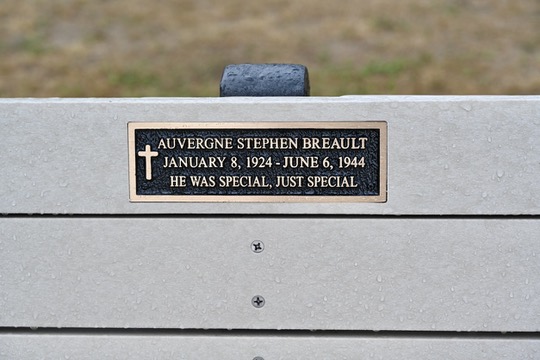 AUVERGNE STEPHEN BREAULT
JANUARY 8, 1924 - JUNE 6, 1944
HE WAS SPECIAL, JUST SPECIAL